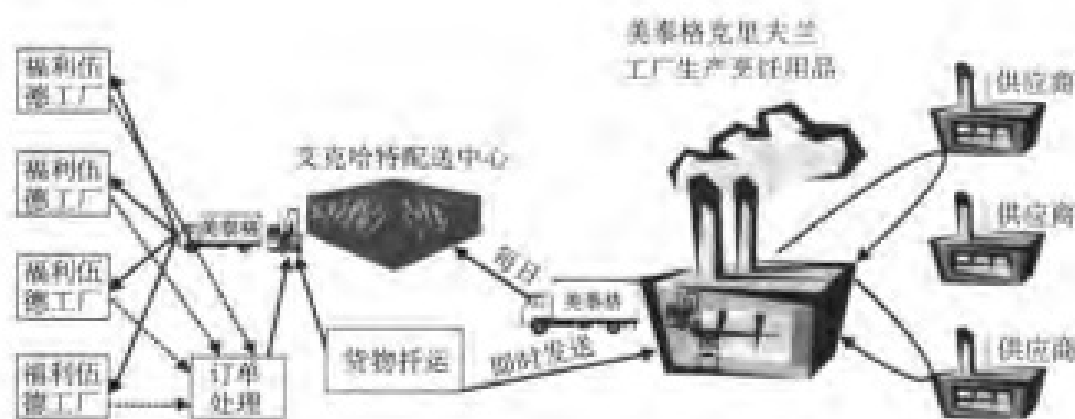 美泰格克里夫兰
工厂生产烹饪用品
供应商
福利伍
德工厂
艾克哈特配送中心
福利伍
德工厂
供应商
美泰格
每日
福利伍
德工厂
美泰格
货物托运
即时发送
供应商
福利伍
德工厂
订单
处理